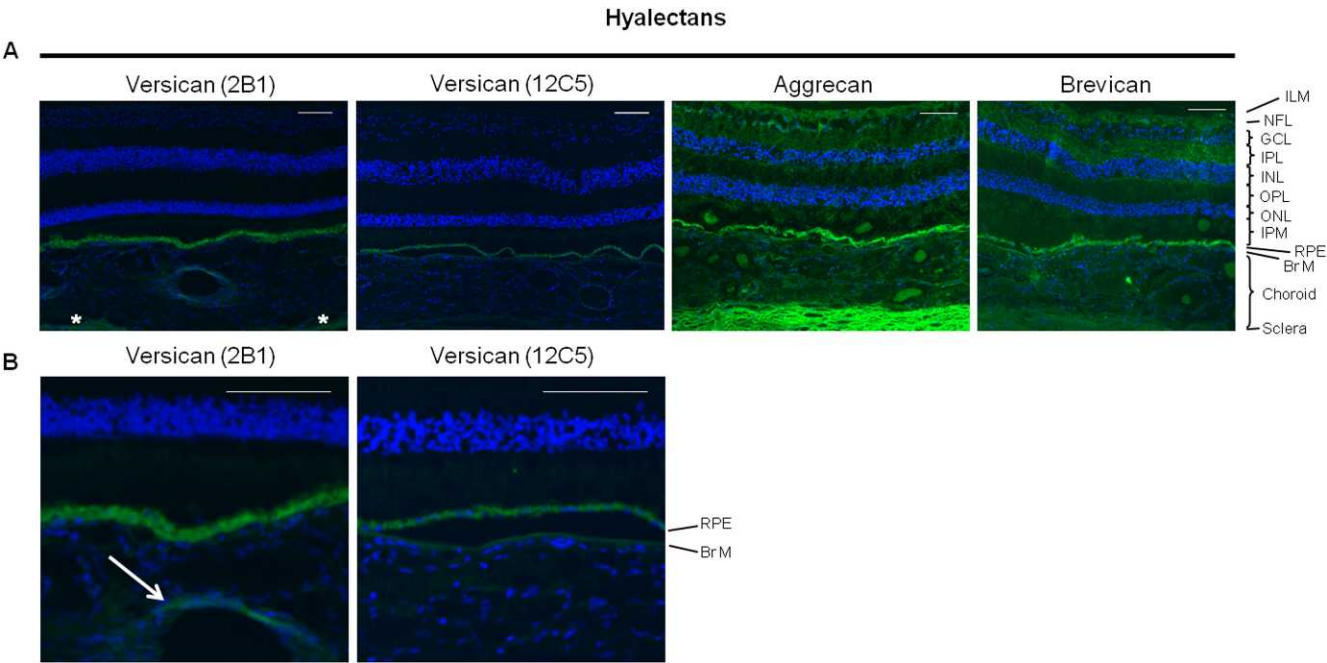 Hyalectans
A
Versican (2B1)
Versican (12C5)
Aggrecan
Brevican
ILM
NFL
GCL
IPL
INL
OPL
ONL
IPM
RPE
BrM
Choroid
Sclera
*
*
B
Versican (2B1)
Versican (12C5)
RPE
BrM